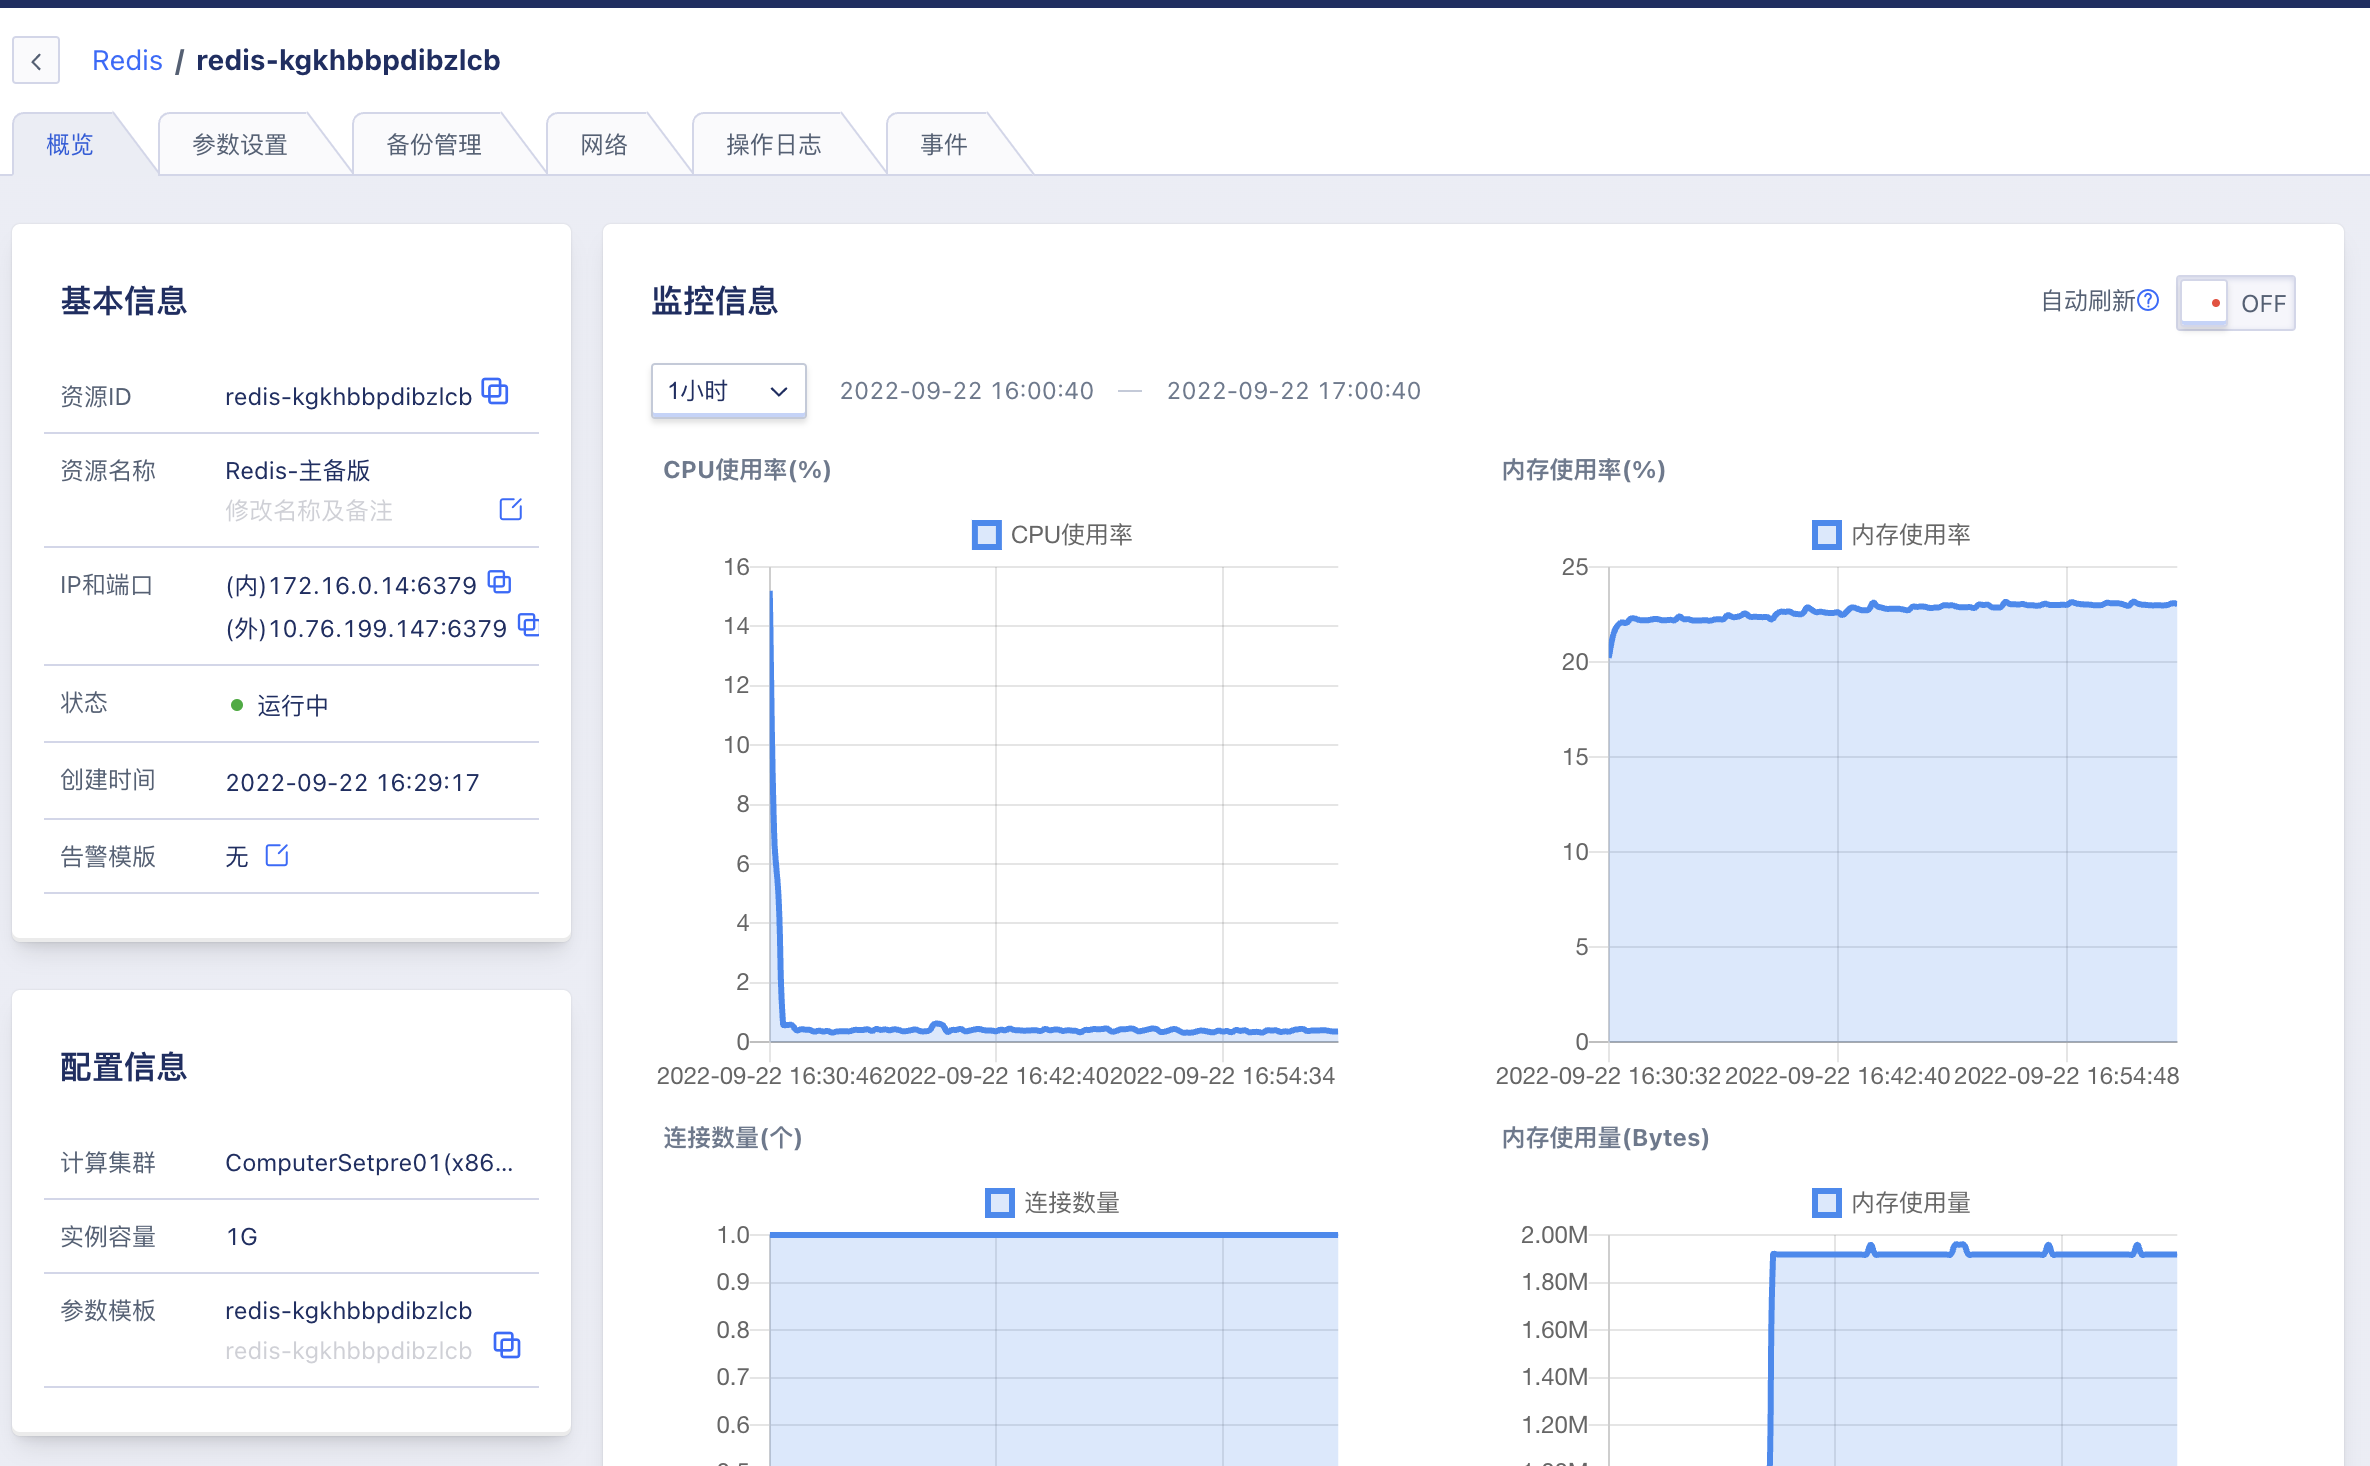 Redis / redis-kgkhbbpdibzlcb
概览 参数设置 备份管理 网络 操作日志 事件
基本信息
资源ID redis-kgkhbbpdibzlcb
资源名称 Redis-主备版
修改名称及备注
IP和端口 (内)172.16.0.14:6379
(外)10.76.199.147:6379
状态 运行中
创建时间 2022-09-22 16:29:17
告警模版 无
配置信息
计算集群 ComputerSetpre01(x86...
实例容量 1G
参数模板 redis-kgkhbbpdibzlcb
redis-kgkhbbpdibzlcb
监控信息
自动刷新 OFF
1小时 2022-09-22 16:00:40 — 2022-09-22 17:00:40
CPU使用率(%)
CPU使用率
16
14
12
10
8
6
4
2
0
2022-09-22 16:30:46 2022-09-22 16:42:40 2022-09-22 16:54:34
内存使用率(%)
内存使用率
25
20
15
10
5
0
2022-09-22 16:30:32 2022-09-22 16:42:40 2022-09-22 16:54:48
连接数量(个)
连接数量
1.0
0.9
0.8
0.7
0.6
内存使用量(Bytes)
内存使用量
2.00M
1.80M
1.60M
1.40M
1.20M